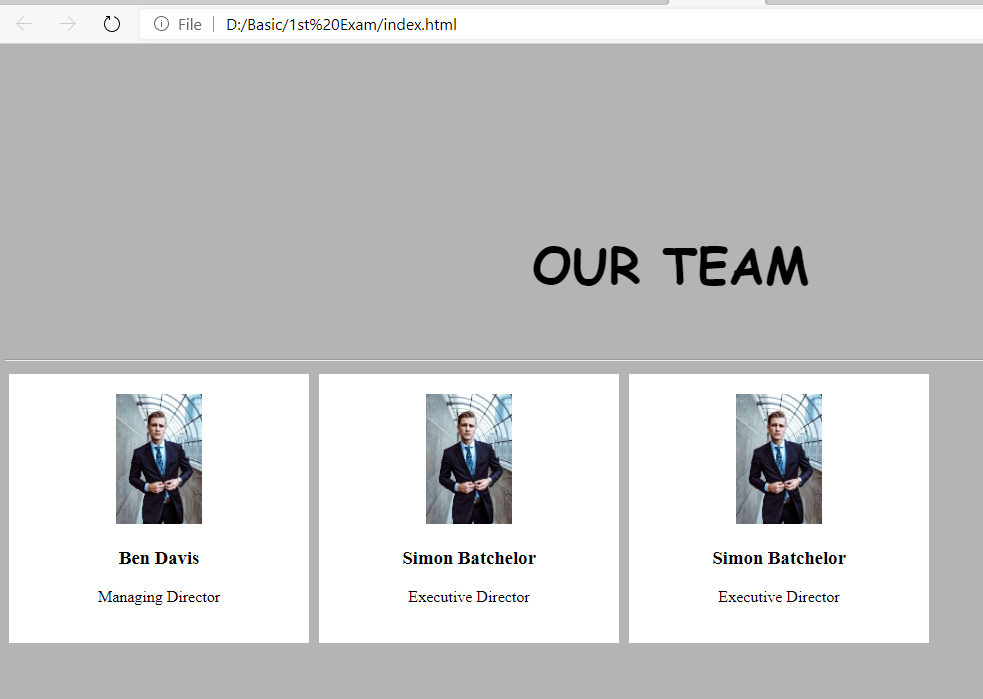 File | D:/Basic/1st%20Exam/index.html
OUR TEAM
Ben Davis
Managing Director
Simon Batchelor
Executive Director
Simon Batchelor
Executive Director